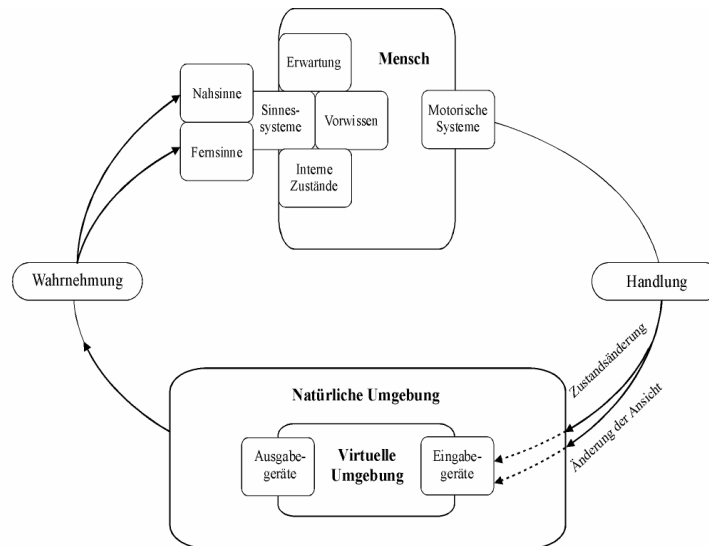 Erwartung
Mensch
Nahsinne
Sinnes-
systeme
Vorwissen
Motorische
Systeme
Fernsinne
Interne
Zustände
Wahrnehmung
Handlung
Zustandsänderung
Änderung der Ansicht
Natürliche Umgebung
Ausgabe-
geräte
Virtuelle
Umgebung
Eingabe-
geräte